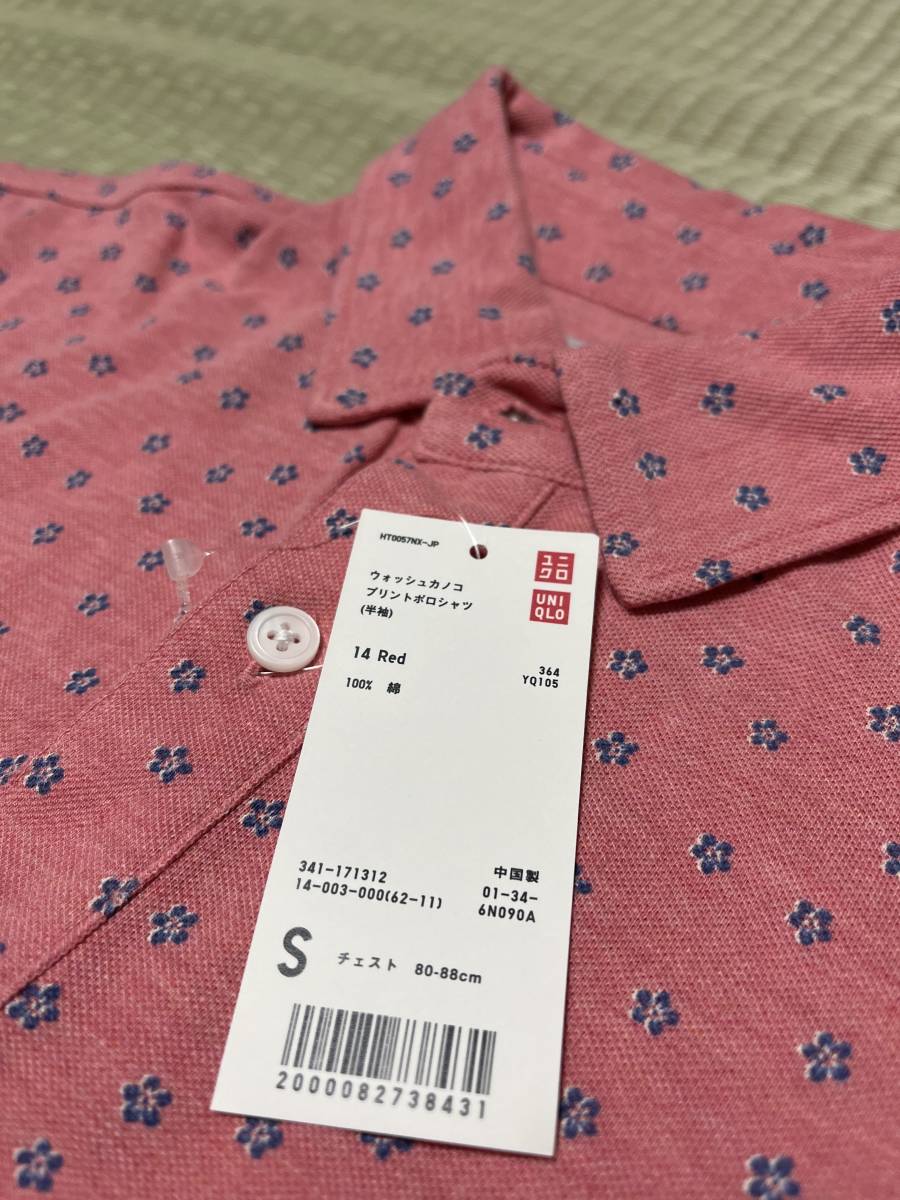 HT0057NX-JP
ユニ
クロ
UNI
QLO
ウォッシュカノコ
プリントポロシャツ
(半袖)
14 Red
364
YQ105
100% 綿
341-171312
14-003-000(62-11)
中国製
01-34-
6N090A
S チェスト 80-88cm
2000082738431